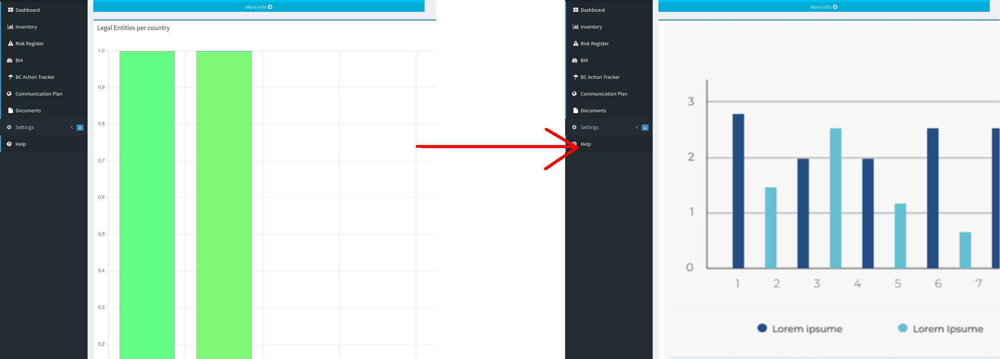 Dashboard
Inventory
Risk Register
BIA
BC Action Tracker
Communication Plan
Documents
Settings 2
Help
More info
Legal Entities per country
1,0
0,9
0,8
0,7
0,6
0,5
0,4
0,3
0,2
Dashboard
Inventory
Risk Register
BIA
BC Action Tracker
Communication Plan
Documents
Settings 2
Help
More info
3
2
1
0
1 2 3 4 5 6 7
Lorem ipsume Lorem Ipsume